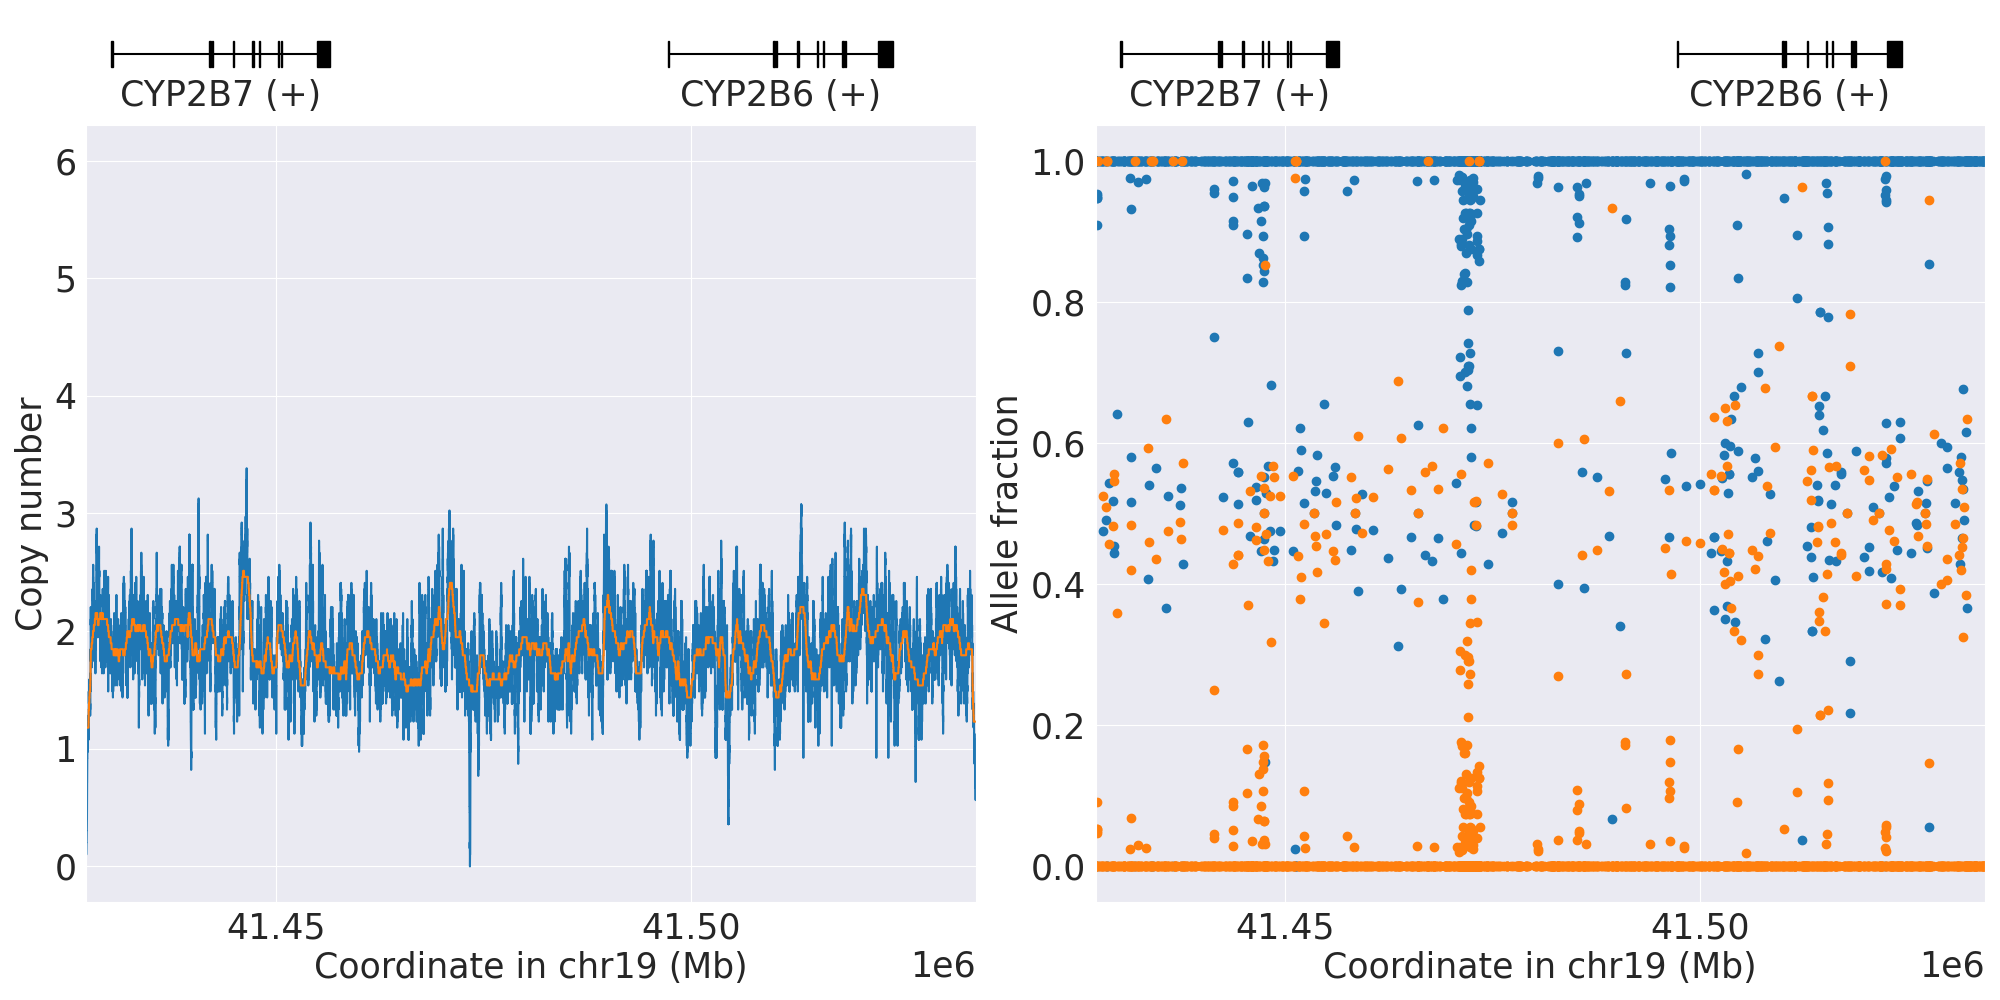 CYP2B7 (+)
CYP2B6 (+)
6
5
4
3
2
1
0
Copy number
41.45
41.50
Coordinate in chr19 (Mb)
1e6
CYP2B7 (+)
CYP2B6 (+)
1.0
0.8
0.6
0.4
0.2
0.0
Allele fraction
41.45
41.50
Coordinate in chr19 (Mb)
1e6